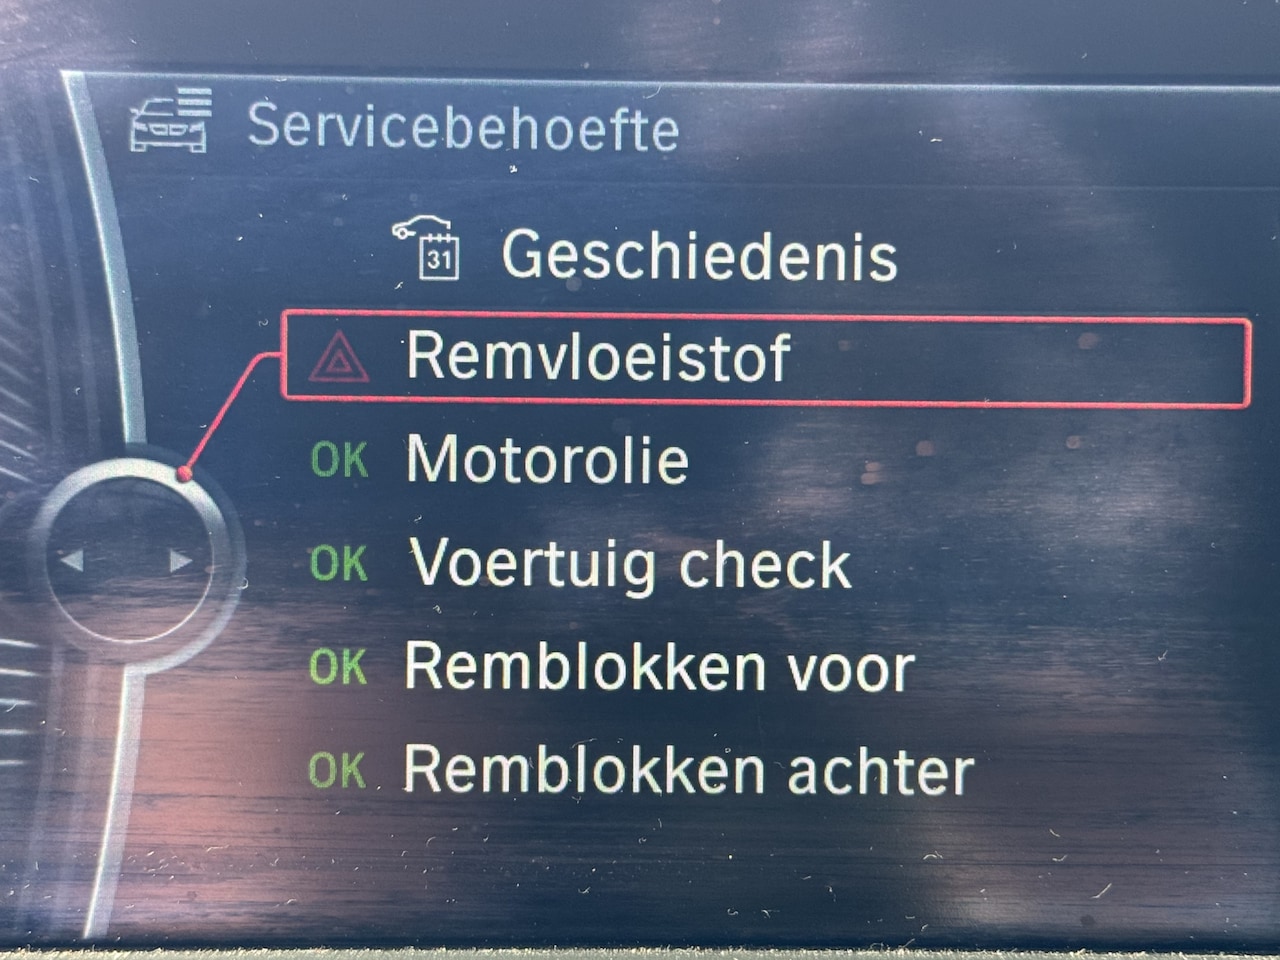 Servicebehoefte
31 Geschiedenis
Remvloeistof
OK Motorolie
OK Voertuig check
OK Remblokken voor
OK Remblokken achter